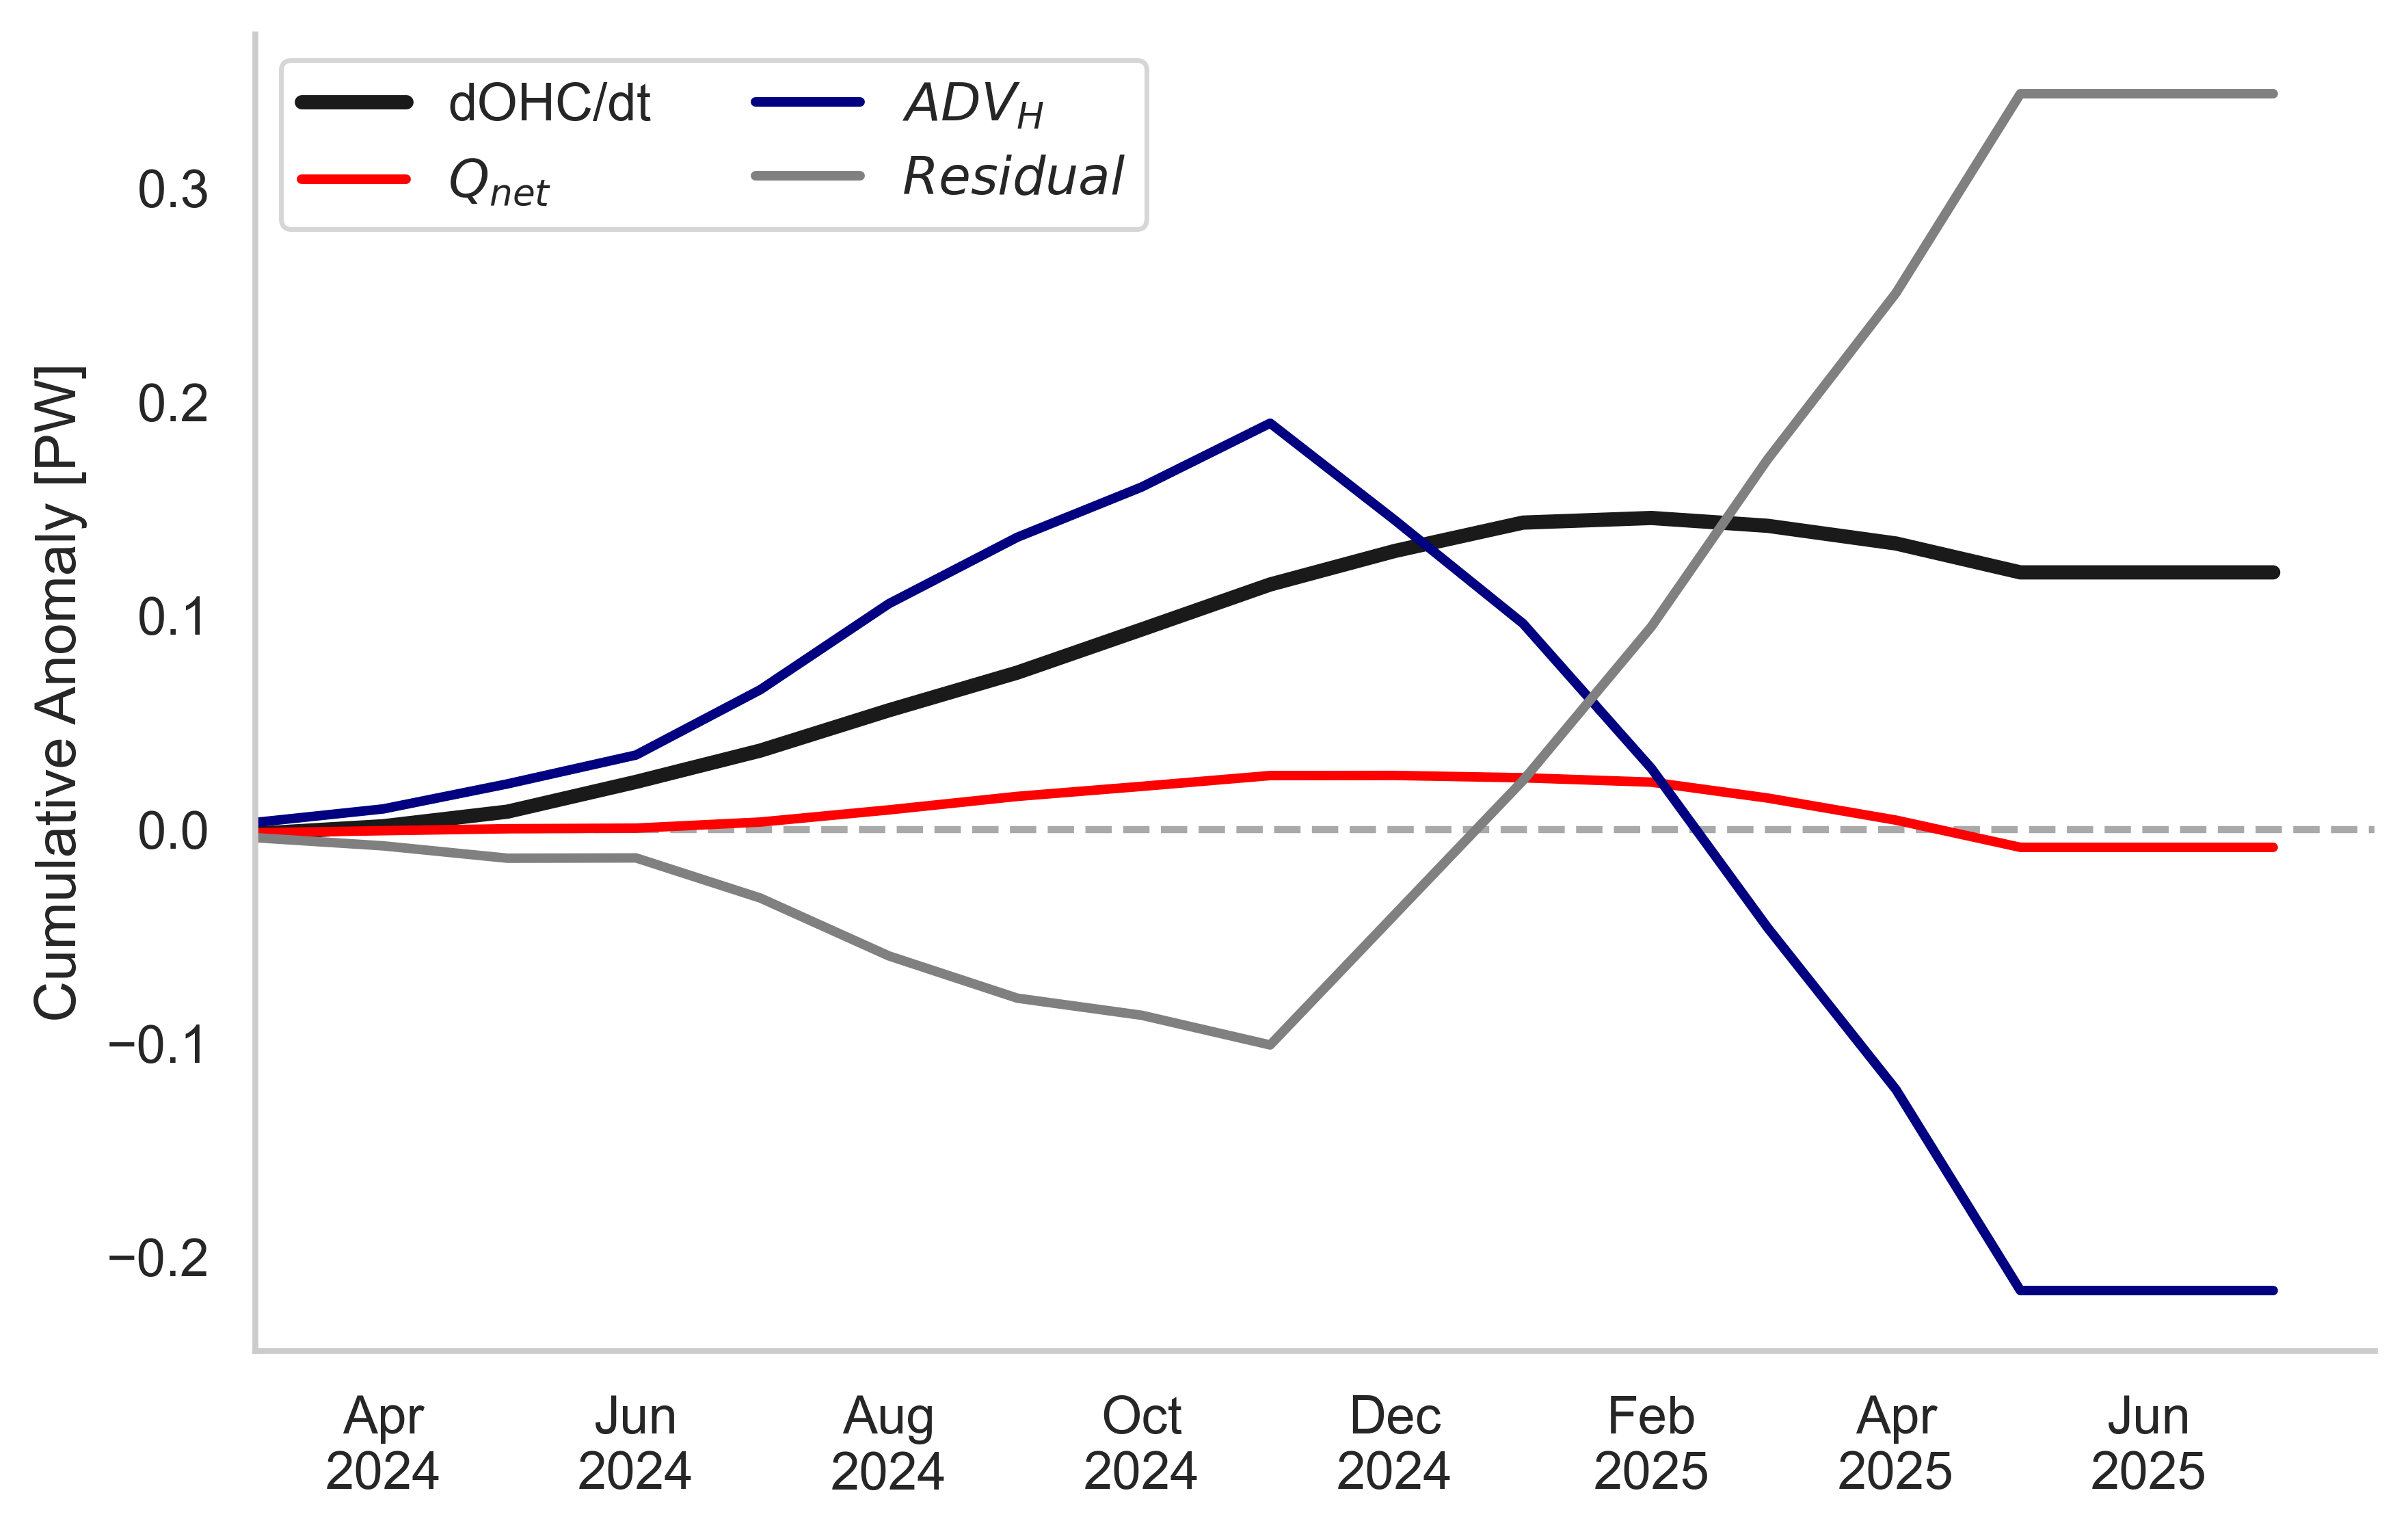 dOHC/dt
Q_net
ADV_H
Residual
Cumulative Anomaly [PW]
0.3
0.2
0.1
0.0
−0.1
−0.2
Apr Jun Aug Oct Dec Feb Apr Jun
2024 2024 2024 2024 2024 2025 2025 2025